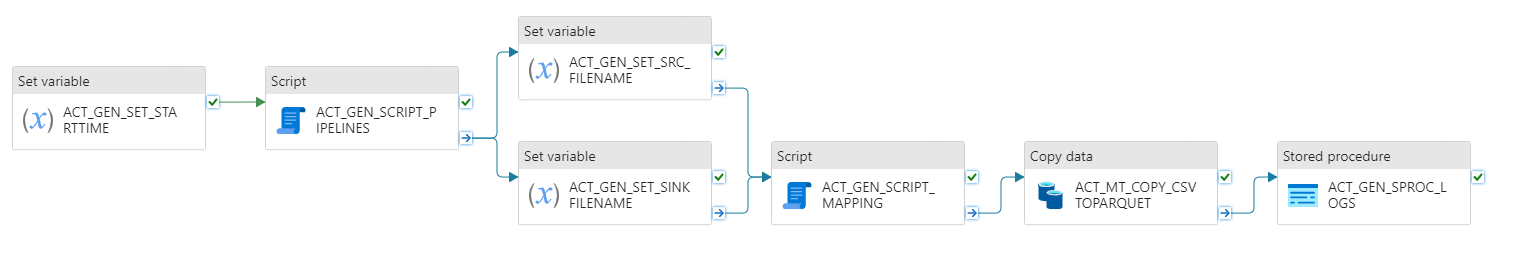 Set variable
(x) ACT_GEN_SET_STA
RTTIME
Script
ACT_GEN_SCRIPT_P
IPELINES
Set variable
(x) ACT_GEN_SET_SRC_
FILENAME
Set variable
(x) ACT_GEN_SET_SINK
FILENAME
Script
ACT_GEN_SCRIPT_
MAPPING
Copy data
ACT_MT_COPY_CSV
TOPARQUET
Stored procedure
ACT_GEN_SPROC_L
OGS